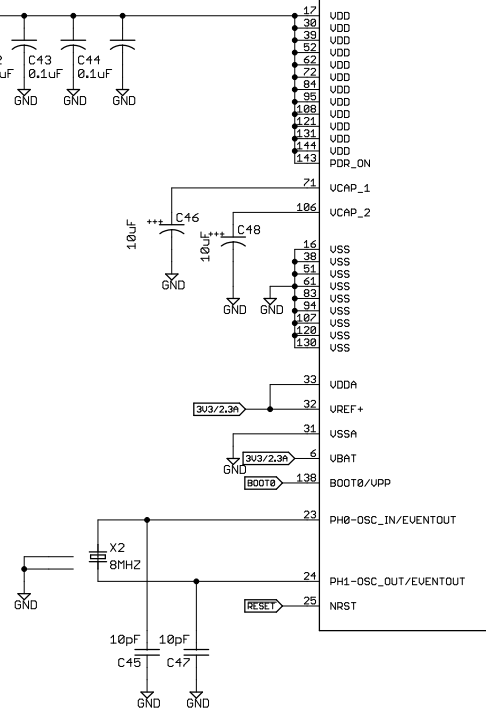 17 VDD
30 VDD
39 VDD
52 VDD
62 VDD
72 VDD
84 VDD
95 VDD
108 VDD
121 VDD
131 VDD
144 VDD
143 PDR_ON
C43 C44
uF 0.1uF 0.1uF
GND GND GND
71 VCAP_1
106 VCAP_2
10uF +++ C46
10uF +++ C48
GND GND GND
16 VSS
38 VSS
51 VSS
61 VSS
83 VSS
94 VSS
107 VSS
120 VSS
130 VSS
33 VDDA
3V3/2.3A 32 VREF+
31 VSSA
GND 3V3/2.3A 6 VBAT
BOOT0 138 BOOT0/VPP
23 PH0-OSC_IN/EVENTOUT
X2
8MHZ
GND
24 PH1-OSC_OUT/EVENTOUT
RESET 25 NRST
10pF 10pF
C45 C47
GND GND